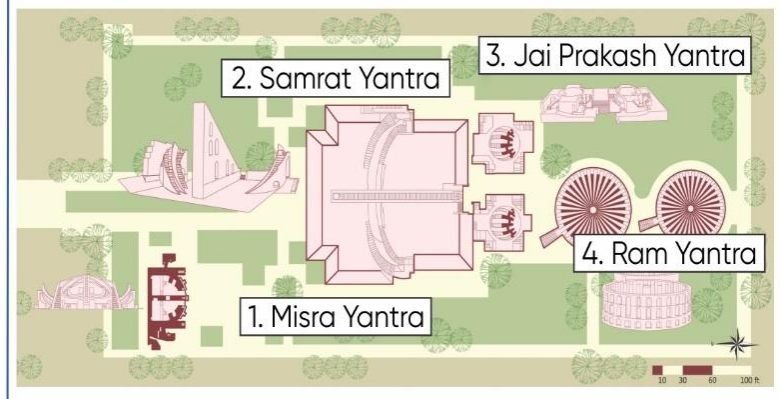 3. Jai Prakash Yantra
2. Samrat Yantra
4. Ram Yantra
1. Misra Yantra
10 30 60 100 ft